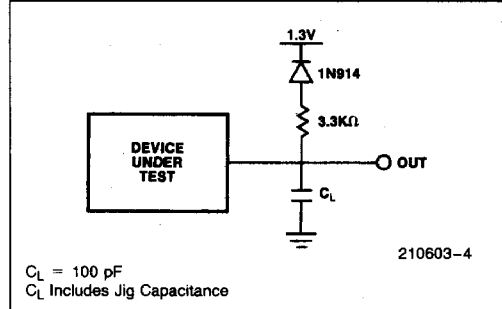 1.3V
1N914
3.3KΩ
DEVICE
UNDER
TEST
OUT
CL
210603-4
CL = 100 pF
CL Includes Jig Capacitance